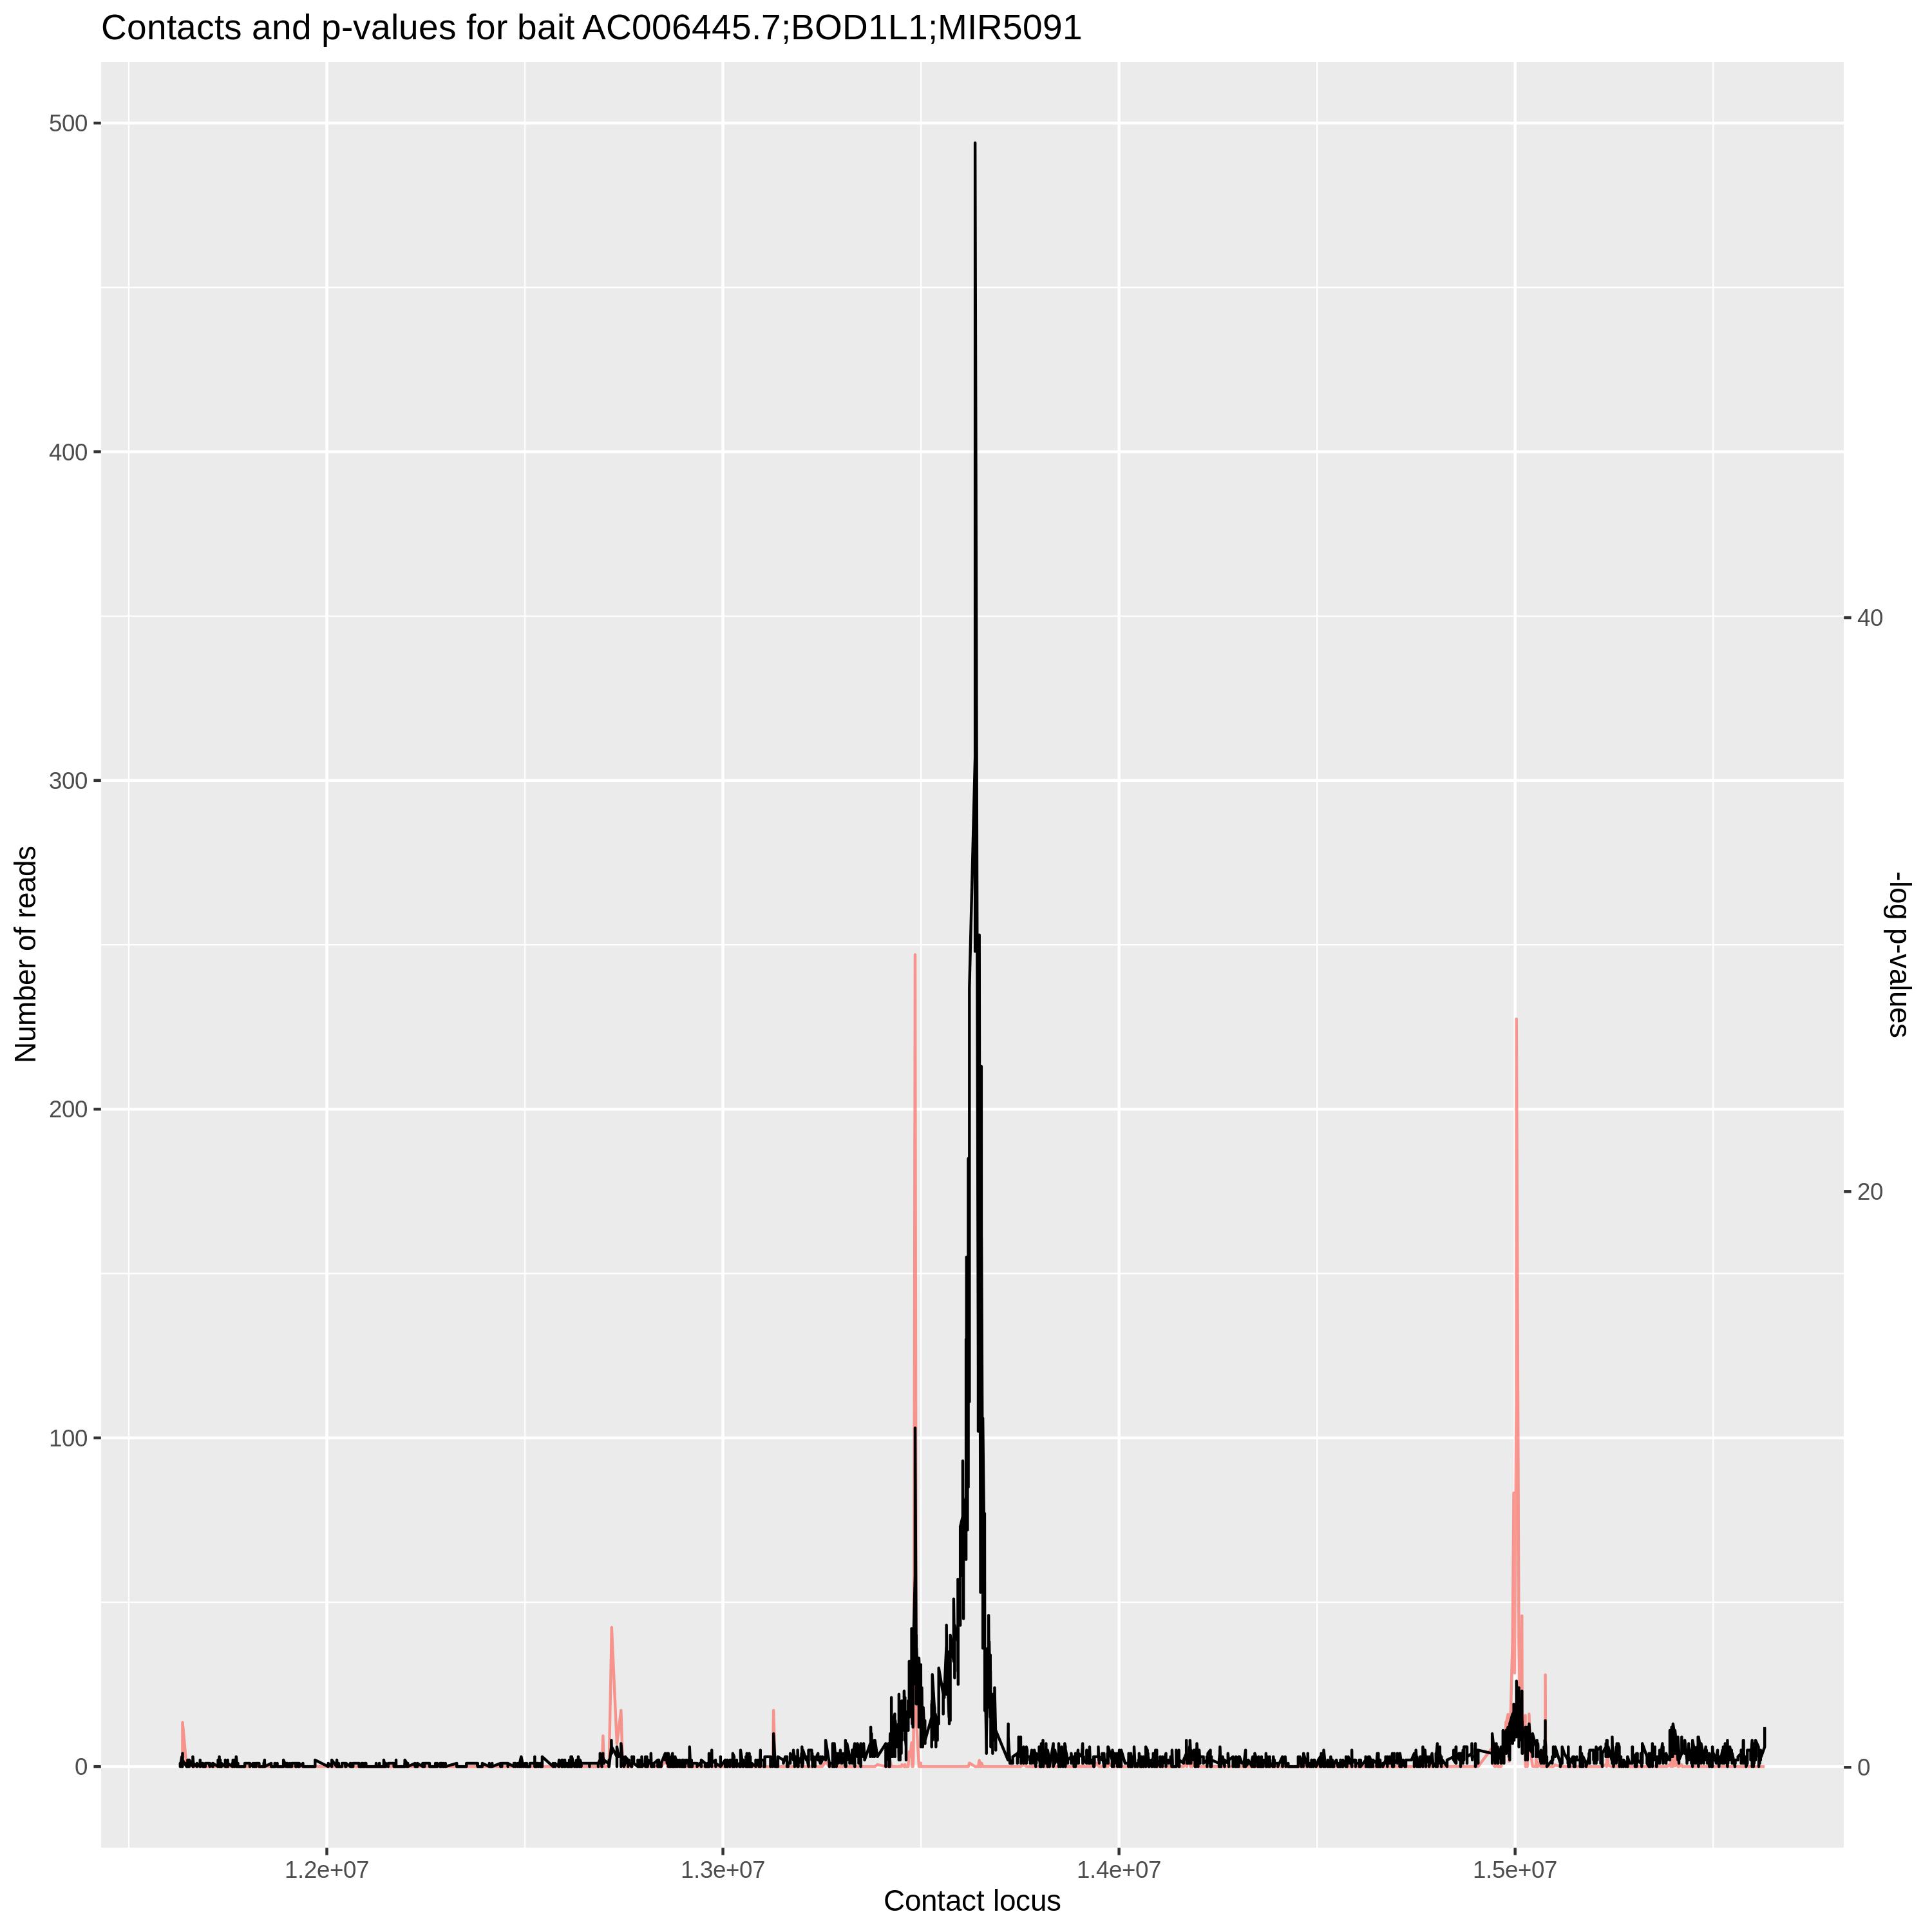 Contacts and p-values for bait AC006445.7;BOD1L1;MIR5091
500
400
300
200
100
0
Number of reads
40
20
0
-log p-values
1.2e+07
1.3e+07
1.4e+07
1.5e+07
Contact locus